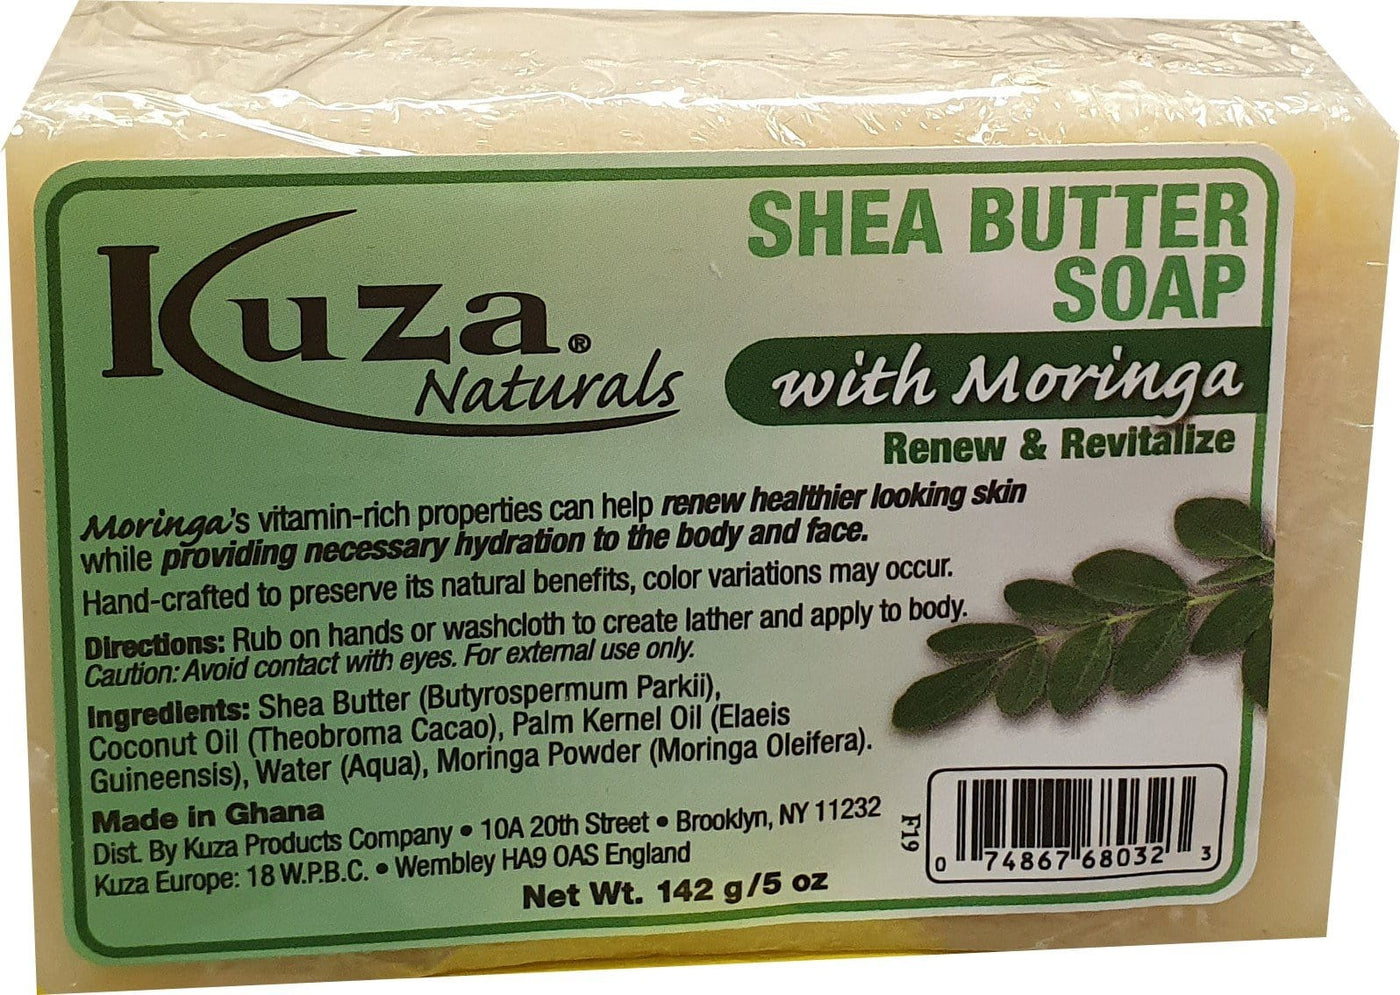 Kuza®
Naturals
SHEA BUTTER
SOAP
with Moringa
Renew & Revitalize
Moringa's vitamin-rich properties can help renew healthier looking skin
while providing necessary hydration to the body and face.
Hand-crafted to preserve its natural benefits, color variations may occur.
Directions: Rub on hands or washcloth to create lather and apply to body.
Caution: Avoid contact with eyes. For external use only.
Ingredients: Shea Butter (Butyrospermum Parkii),
Coconut Oil (Theobroma Cacao), Palm Kernel Oil (Elaeis
Guineensis), Water (Aqua), Moringa Powder (Moringa Oleifera).
Made in Ghana
Dist. By Kuza Products Company • 10A 20th Street • Brooklyn, NY 11232
Kuza Europe: 18 W.P.B.C. • Wembley HA9 0AS England
Net Wt. 142 g/5 oz
F19
0 74867 68032 3